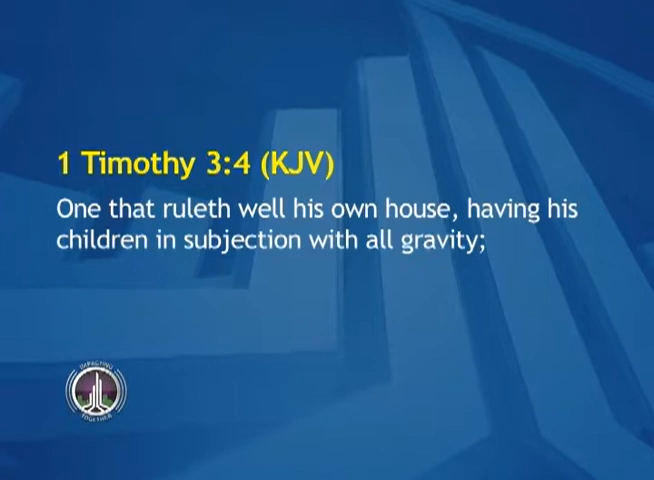 1 Timothy 3:4 (KJV)
One that ruleth well his own house, having his
children in subjection with all gravity;